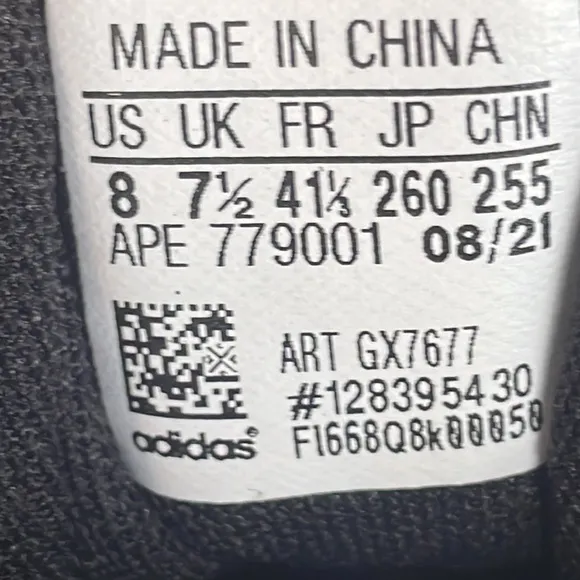 MADE IN CHINA
US UK FR JP CHN
8 7½ 41⅓ 260 255
APE 779001 08/21
ART GX7677
#128395430
adidas®
FI668Q8k00050